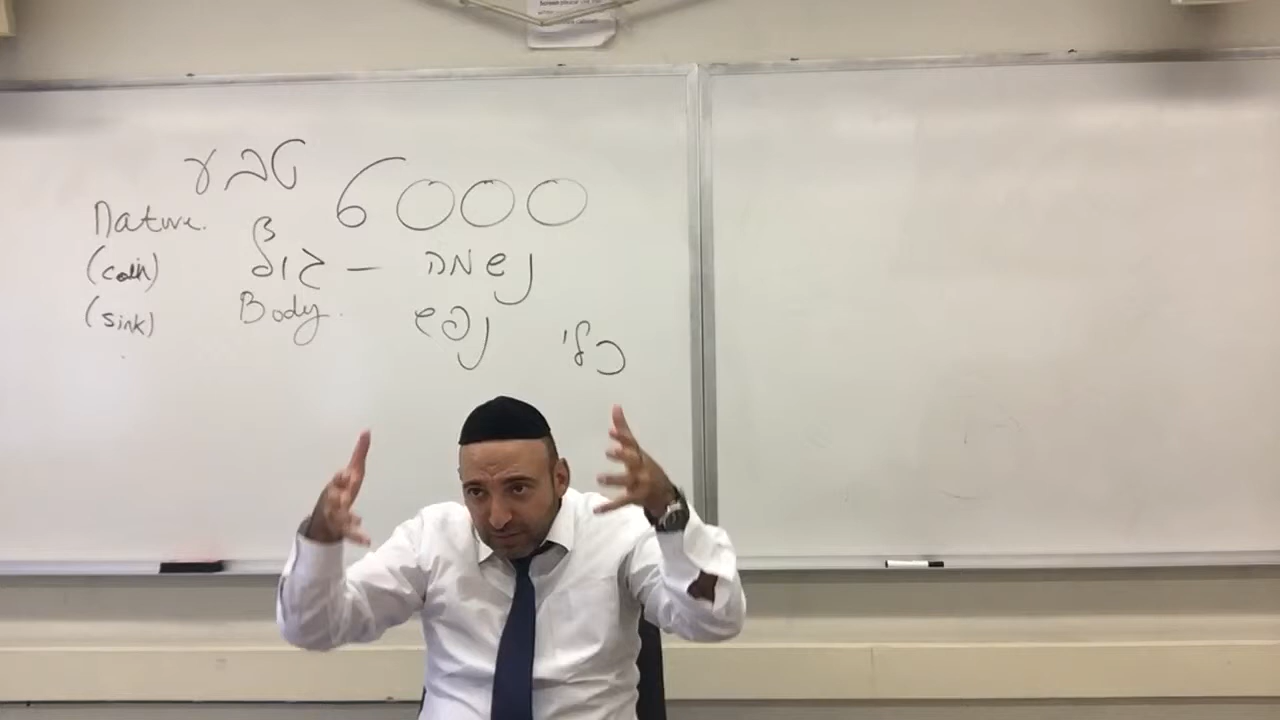 טבע
6000
Nature.
נשמה — גוף
(coin)
Body.
נפש
(sink)
כלי